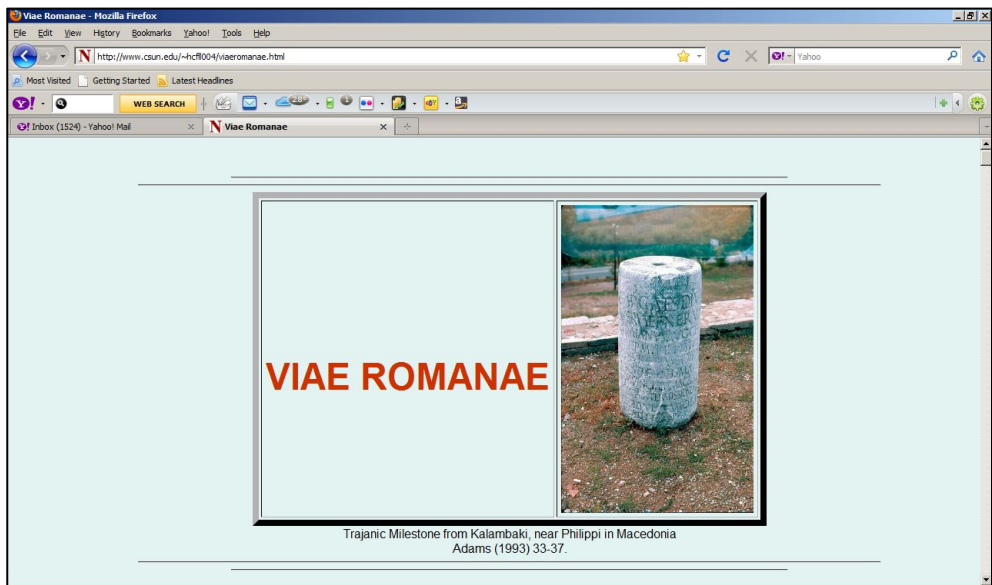 Viae Romanae - Mozilla Firefox
File Edit View History Bookmarks Yahoo! Tools Help
N http://www.csun.edu/~hcfll004/viaeromanae.html Y! - Yahoo
Most Visited Getting Started Latest Headlines
Y! WEB SEARCH 28°
Y! Inbox (1524) - Yahoo! Mail N Viae Romanae
VIAE ROMANAE
Trajanic Milestone from Kalambaki, near Philippi in Macedonia
Adams (1993) 33-37.